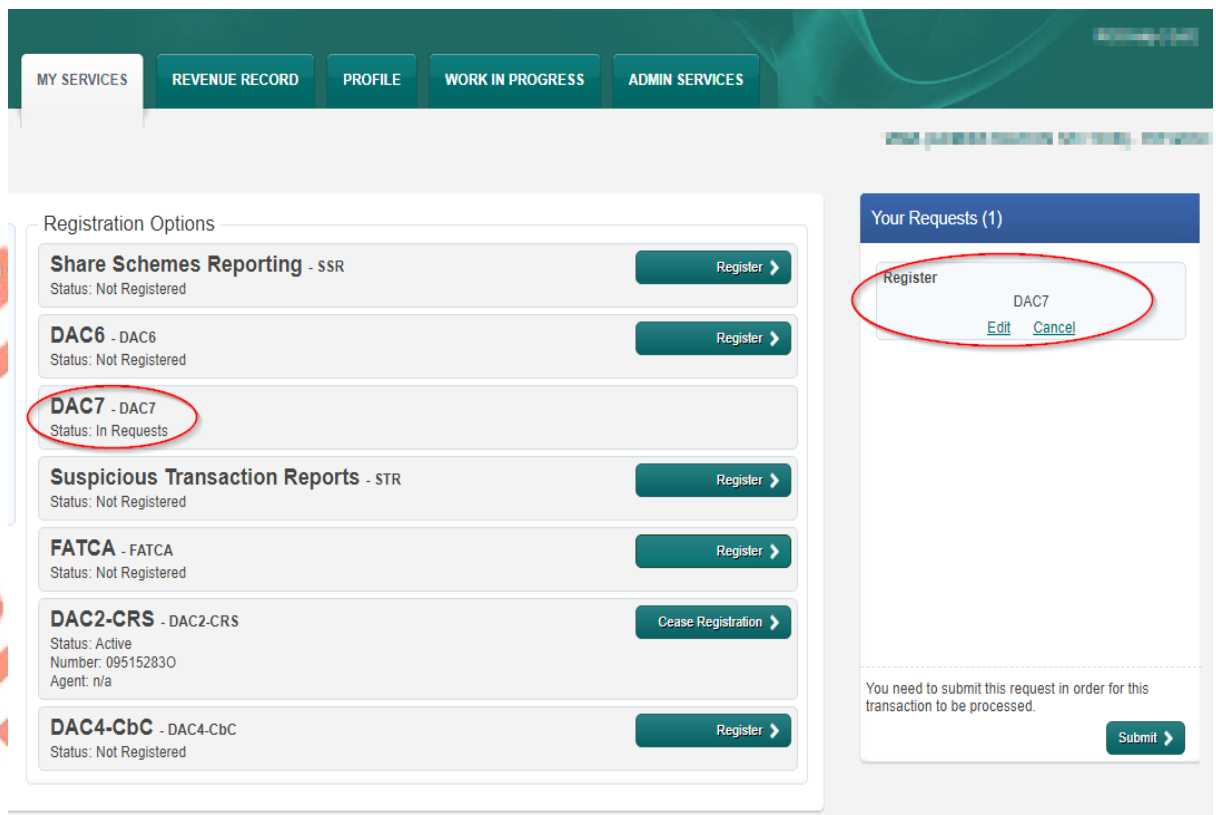 MY SERVICES
REVENUE RECORD
PROFILE
WORK IN PROGRESS
ADMIN SERVICES
Registration Options
Share Schemes Reporting - SSR
Register
Status: Not Registered
DAC6 - DAC6
Register
Status: Not Registered
DAC7 - DAC7
Status: In Requests
Suspicious Transaction Reports - STR
Register
Status: Not Registered
FATCA - FATCA
Register
Status: Not Registered
DAC2-CRS - DAC2-CRS
Cease Registration
Status: Active
Number: 09515283O
Agent: n/a
DAC4-CbC - DAC4-CbC
Register
Status: Not Registered
Your Requests (1)
Register
DAC7
Edit Cancel
You need to submit this request in order for this
transaction to be processed.
Submit